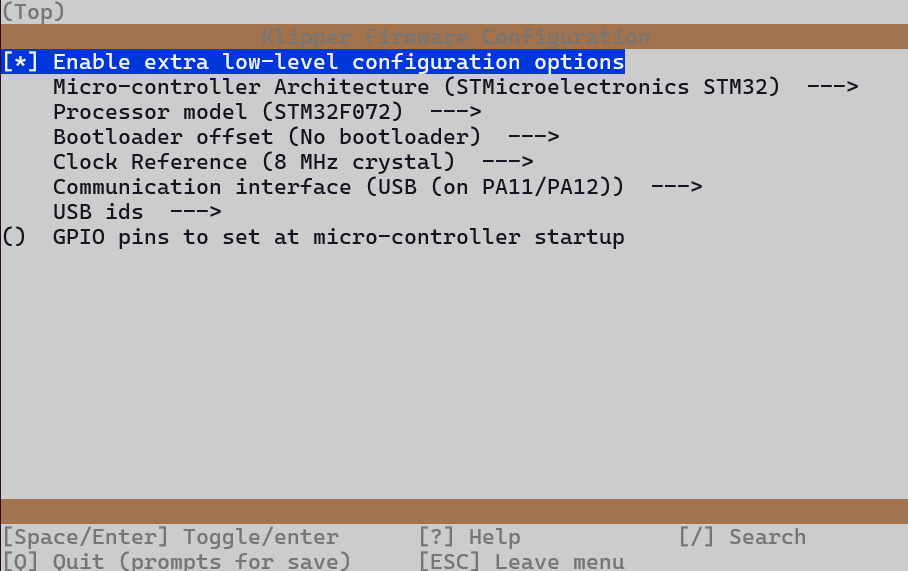 (Top)
Klipper Firmware Configuration
[*] Enable extra low-level configuration options
Micro-controller Architecture (STMicroelectronics STM32)  --->
Processor model (STM32F072)  --->
Bootloader offset (No bootloader)  --->
Clock Reference (8 MHz crystal)  --->
Communication interface (USB (on PA11/PA12))  --->
USB ids  --->
()  GPIO pins to set at micro-controller startup
[Space/Enter] Toggle/enter      [?] Help            [/] Search
[Q] Quit (prompts for save)     [ESC] Leave menu